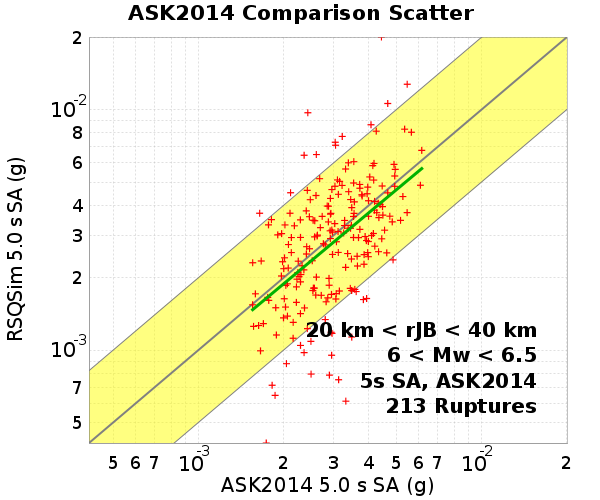 ASK2014 Comparison Scatter
RSQSim 5.0 s SA (g)
2
10⁻²
8
6
4
3
2
10⁻³
7
5
20 km < rJB < 40 km
6 < Mw < 6.5
5s SA, ASK2014
213 Ruptures
5 6 7 10⁻³ 2 3 4 5 6 7 10⁻² 2
ASK2014 5.0 s SA (g)